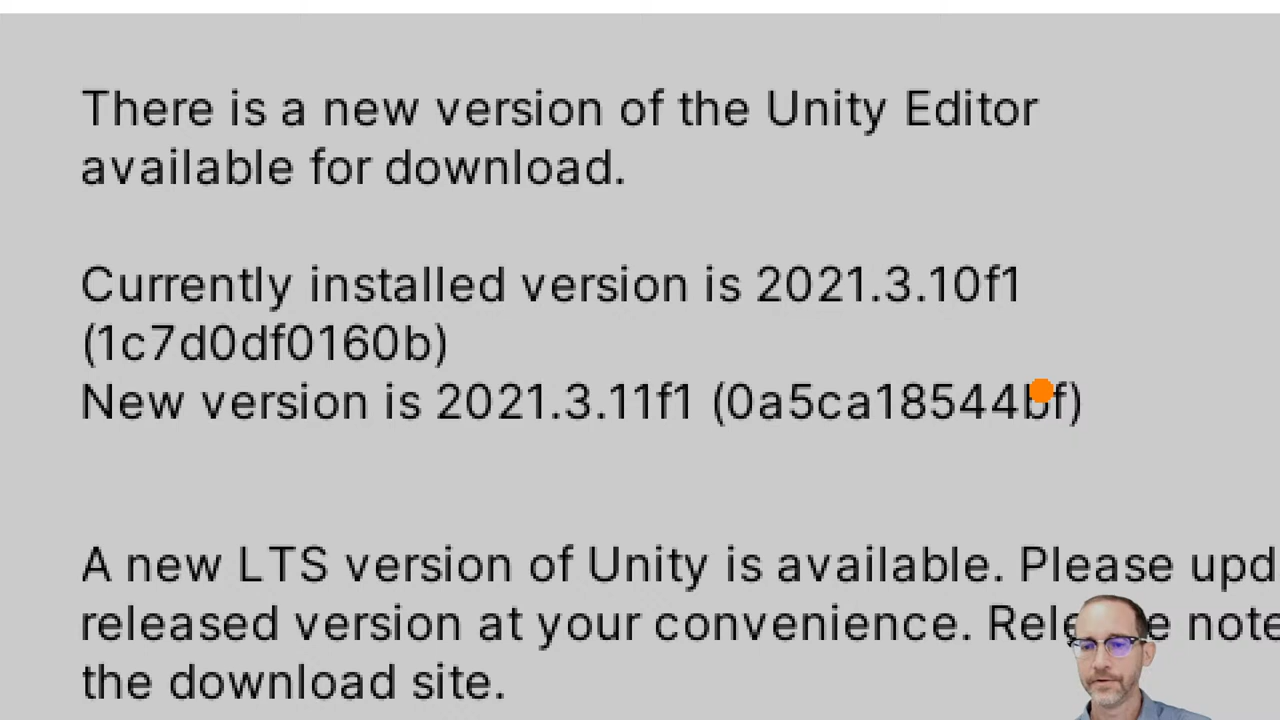 There is a new version of the Unity Editor
available for download.
Currently installed version is 2021.3.10f1
(1c7d0df0160b)
New version is 2021.3.11f1 (0a5ca18544bf)
A new LTS version of Unity is available. Please upd
released version at your convenience. Release note
the download site.